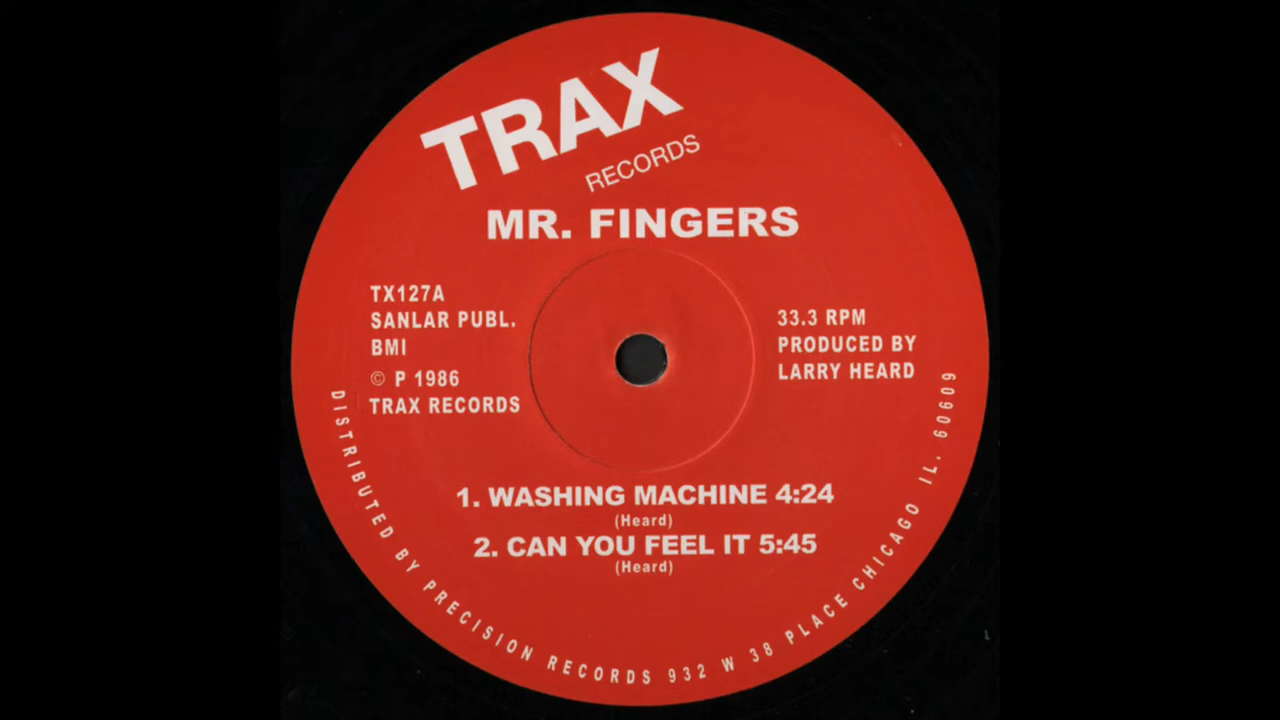 TRAX
RECORDS
MR. FINGERS
TX127A
SANLAR PUBL.
BMI
© P 1986
TRAX RECORDS
33.3 RPM
PRODUCED BY
LARRY HEARD
1. WASHING MACHINE 4:24
(Heard)
2. CAN YOU FEEL IT 5:45
(Heard)
DISTRIBUTED BY PRECISION RECORDS 932 W 38 PLACE CHICAGO IL. 60609